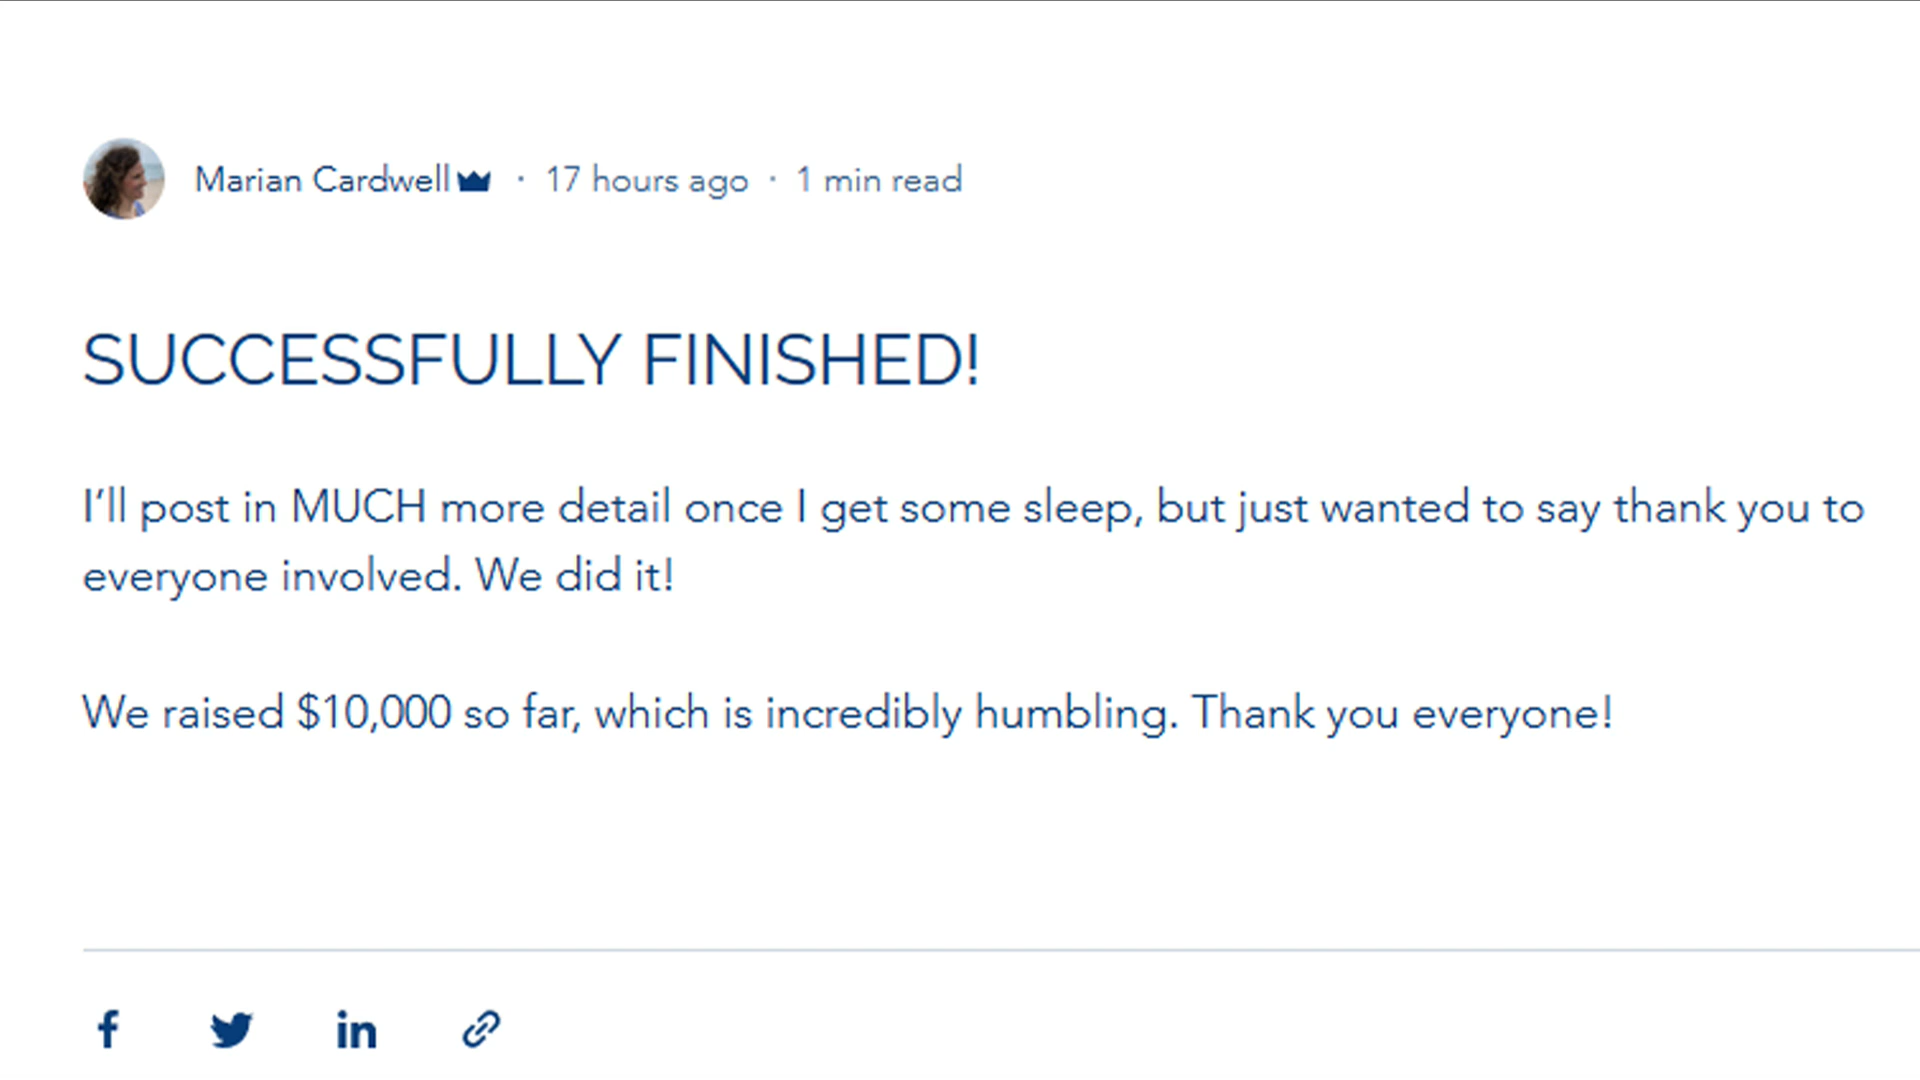 Marian Cardwell · 17 hours ago · 1 min read
SUCCESSFULLY FINISHED!
I’ll post in MUCH more detail once I get some sleep, but just wanted to say thank you to
everyone involved. We did it!
We raised $10,000 so far, which is incredibly humbling. Thank you everyone!